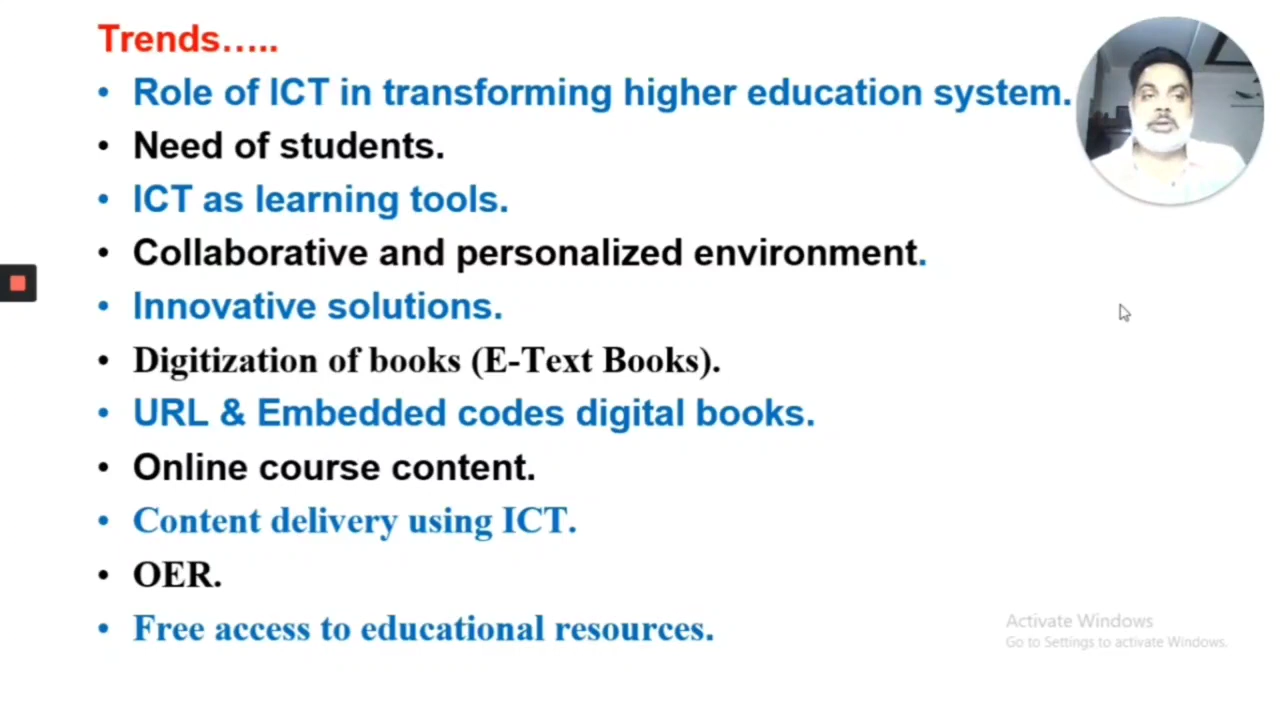 Trends.....
• Role of ICT in transforming higher education system.
• Need of students.
• ICT as learning tools.
• Collaborative and personalized environment.
• Innovative solutions.
• Digitization of books (E-Text Books).
• URL & Embedded codes digital books.
• Online course content.
• Content delivery using ICT.
• OER.
• Free access to educational resources.
Activate Windows
Go to Settings to activate Windows.